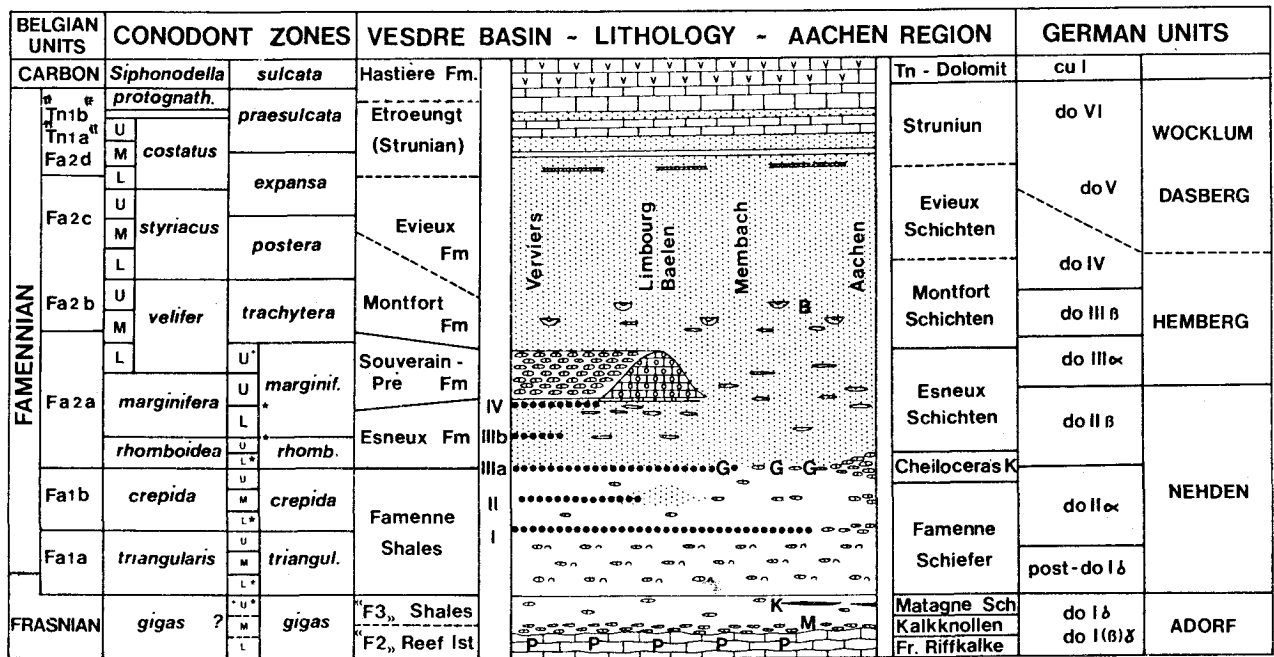 BELGIAN UNITS
CONODONT ZONES
VESDRE BASIN - LITHOLOGY - AACHEN REGION
GERMAN UNITS
CARBON
Siphonodella
sulcata
Hastiere Fm.
Tn - Dolomit
cu I
FAMENNIAN
"Tn1b"
"Tn1a"
Fa2d
Fa2c
Fa2b
Fa2a
Fa1b
Fa1a
FRASNIAN
protognath.
U
M
L
costatus
U
M
L
styriacus
U
M
L
velifer
marginifera
rhomboidea
crepida
triangularis
gigas ?
U*
U
L
U
L*
U
M
L*
U
M
L*
*U*
M
L
praesulcata
expansa
postera
trachytera
marginif.
*
*
rhomb.
crepida
triangul.
gigas
Etroeungt
(Strunian)
Evieux
Fm
Montfort
Fm
Souverain -
Pre Fm
Esneux Fm
Famenne
Shales
"F3„ Shales
"F2„ Reef lst
IV
IIIb
IIIa
II
I
Verviers
Limbourg
Baelen
Membach
Aachen
B
G G G
K
M
P P P P P
Struniun
Evieux
Schichten
Montfort
Schichten
Esneux
Schichten
Cheiloceras K
Famenne
Schiefer
Matagne Sch
Kalkknollen
Fr. Riffkalke
do VI
do V
do IV
do III ß
do III α
do II ß
do II α
post - do I δ
do I δ
do I (ß) γ
WOCKLUM
DASBERG
HEMBERG
NEHDEN
ADORF